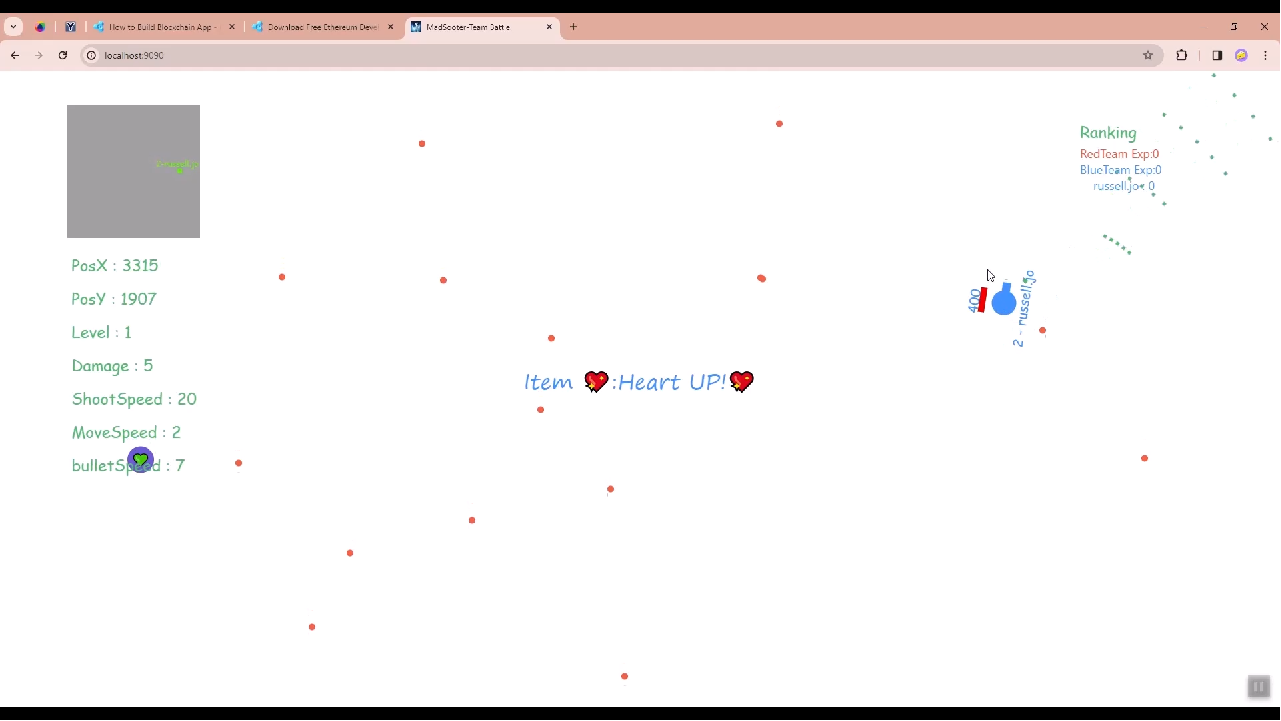 How to Build Blockchain App -
Download Free Ethereum Devel
MadSooter-Team Battle
localhost:9090
Ranking
RedTeam Exp:0
BlueTeam Exp:0
russell.jo : 0
PosX : 3315
PosY : 1907
Level : 1
Damage : 5
ShootSpeed : 20
MoveSpeed : 2
bulletSpeed : 7
400
2 - russell.jo
Item 💖:Heart UP!💖